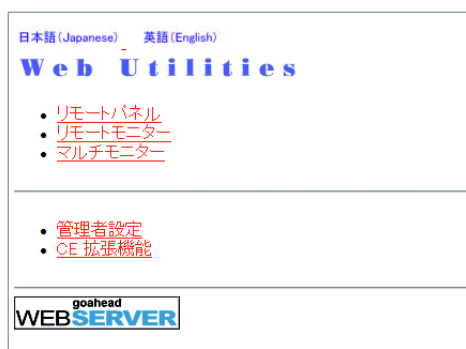 日本語(Japanese) 英語(English)
Web Utilities
リモートパネル
リモートモニター
マルチモニター
管理者設定
CE 拡張機能
goahead
WEBSERVER